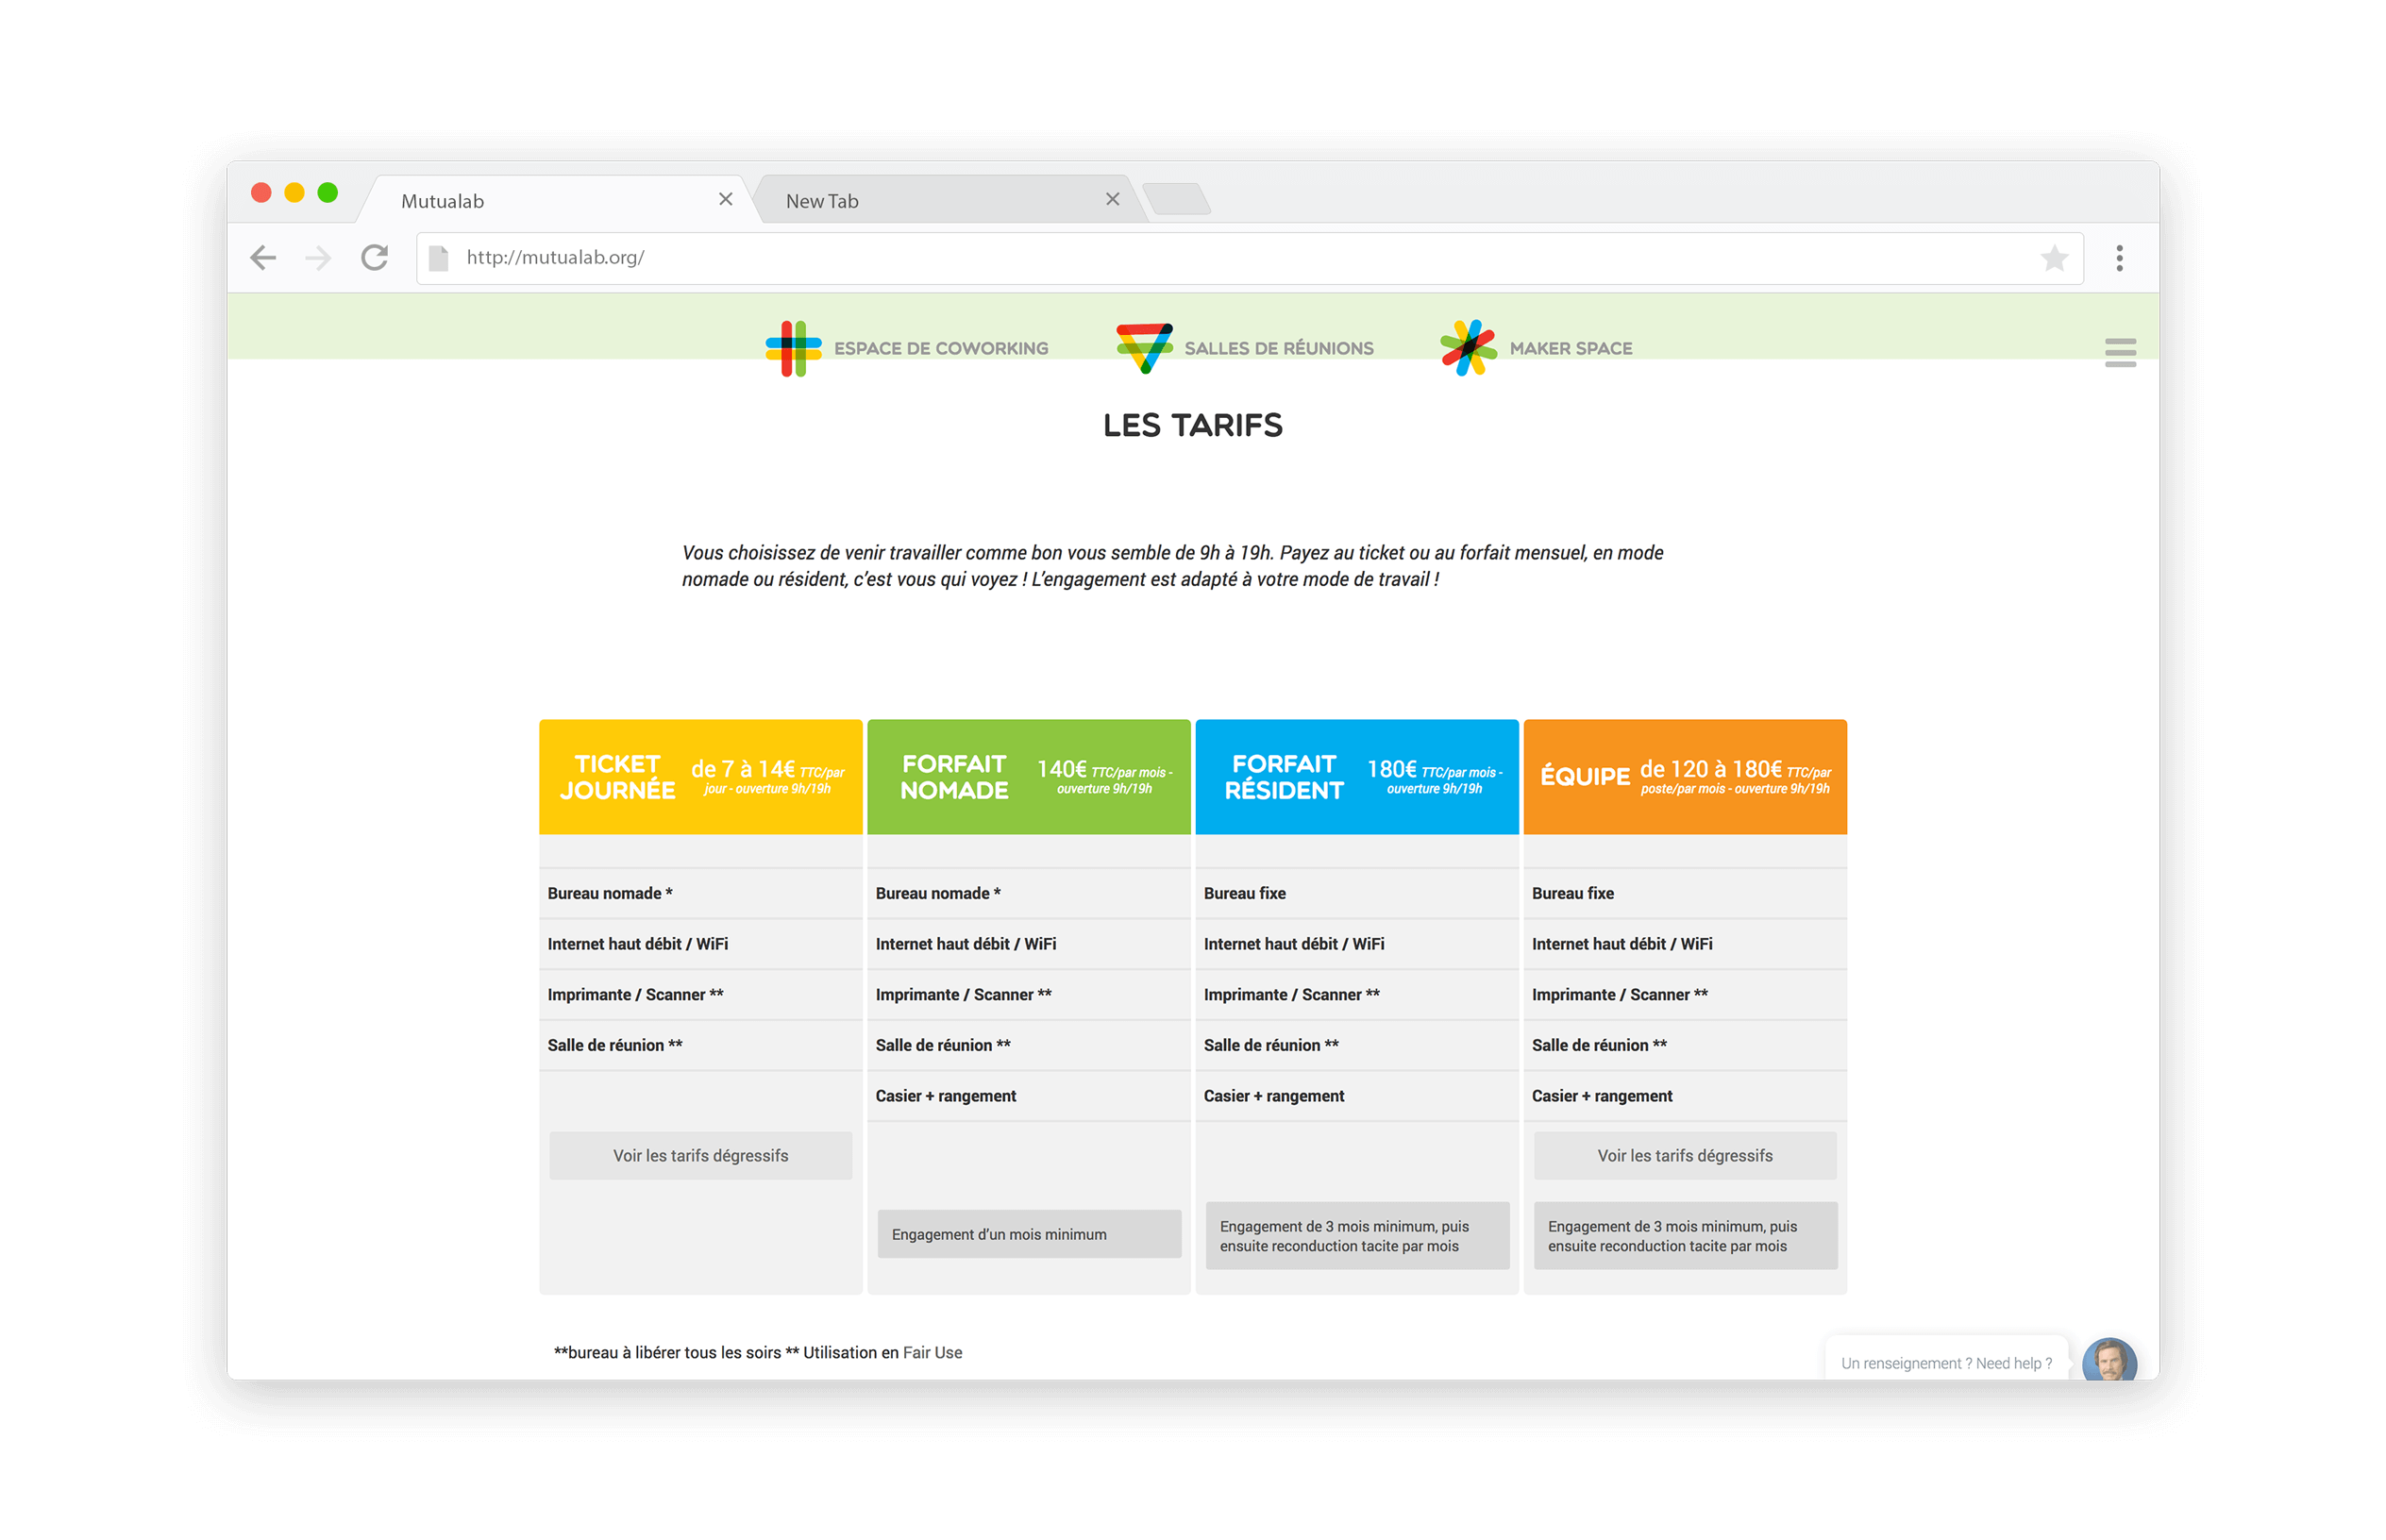 Mutualab
New Tab
http://mutualab.org/
ESPACE DE COWORKING
SALLES DE RÉUNIONS
MAKER SPACE
LES TARIFS
Vous choisissez de venir travailler comme bon vous semble de 9h à 19h. Payez au ticket ou au forfait mensuel, en mode
nomade ou résident, c’est vous qui voyez ! L’engagement est adapté à votre mode de travail !
TICKET
JOURNÉE
de 7 à 14€ TTC/par
jour - ouverture 9h/19h
Bureau nomade *
Internet haut débit / WiFi
Imprimante / Scanner **
Salle de réunion **
Voir les tarifs dégressifs
FORFAIT
NOMADE
140€ TTC/par mois -
ouverture 9h/19h
Bureau nomade *
Internet haut débit / WiFi
Imprimante / Scanner **
Salle de réunion **
Casier + rangement
Engagement d’un mois minimum
FORFAIT
RÉSIDENT
180€ TTC/par mois -
ouverture 9h/19h
Bureau fixe
Internet haut débit / WiFi
Imprimante / Scanner **
Salle de réunion **
Casier + rangement
Engagement de 3 mois minimum, puis
ensuite reconduction tacite par mois
ÉQUIPE
de 120 à 180€ TTC/par
poste/par mois - ouverture 9h/19h
Bureau fixe
Internet haut débit / WiFi
Imprimante / Scanner **
Salle de réunion **
Casier + rangement
Voir les tarifs dégressifs
Engagement de 3 mois minimum, puis
ensuite reconduction tacite par mois
**bureau à libérer tous les soirs ** Utilisation en Fair Use
Un renseignement ? Need help ?